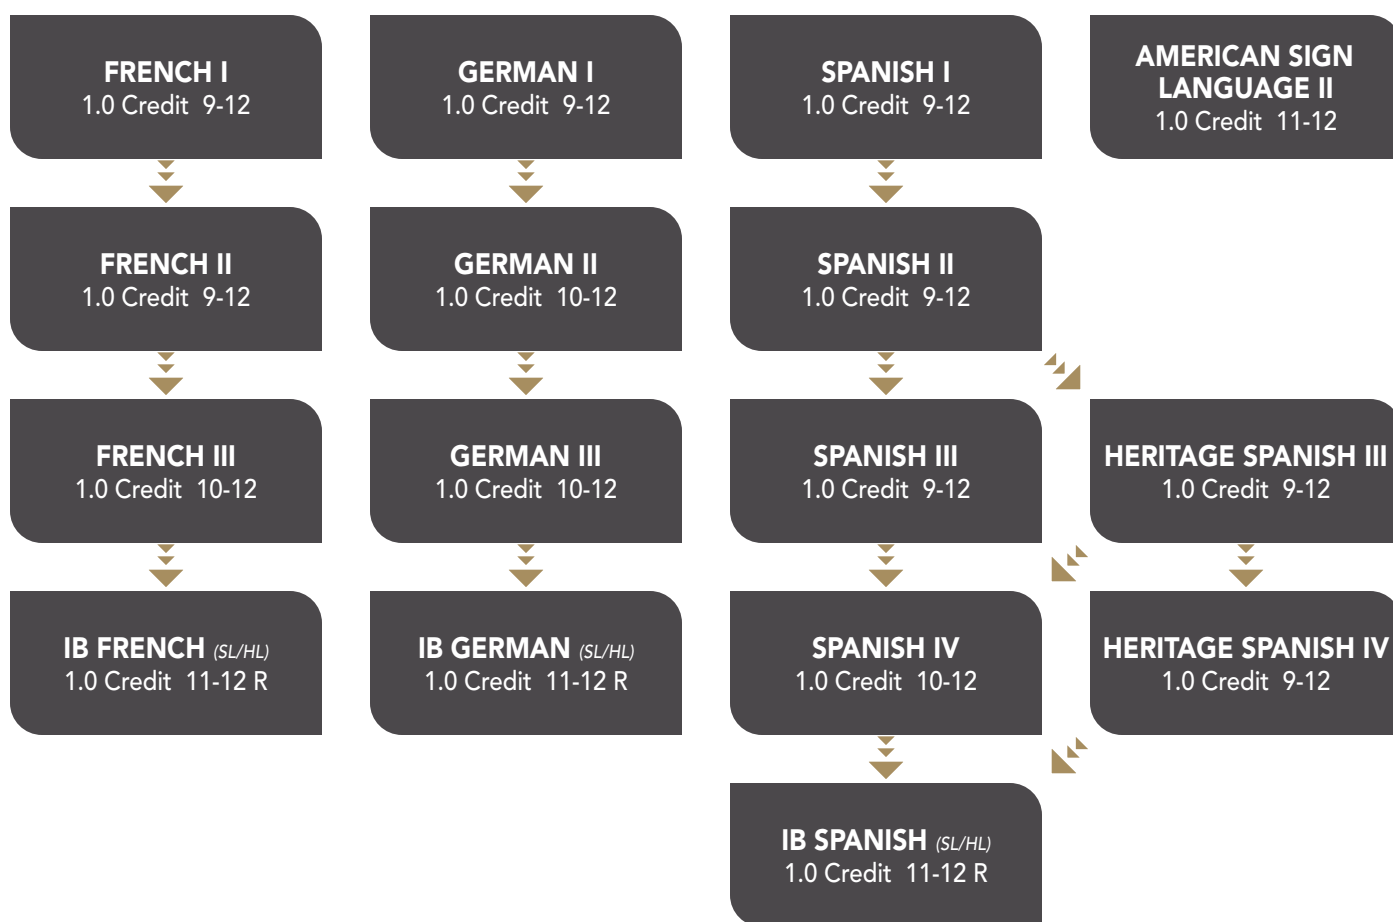 FRENCH I
1.0 Credit 9-12
GERMAN I
1.0 Credit 9-12
SPANISH I
1.0 Credit 9-12
AMERICAN SIGN
LANGUAGE II
1.0 Credit 11-12
FRENCH II
1.0 Credit 9-12
GERMAN II
1.0 Credit 10-12
SPANISH II
1.0 Credit 9-12
FRENCH III
1.0 Credit 10-12
GERMAN III
1.0 Credit 10-12
SPANISH III
1.0 Credit 9-12
HERITAGE SPANISH III
1.0 Credit 9-12
IB FRENCH (SL/HL)
1.0 Credit 11-12 R
IB GERMAN (SL/HL)
1.0 Credit 11-12 R
SPANISH IV
1.0 Credit 10-12
HERITAGE SPANISH IV
1.0 Credit 9-12
IB SPANISH (SL/HL)
1.0 Credit 11-12 R